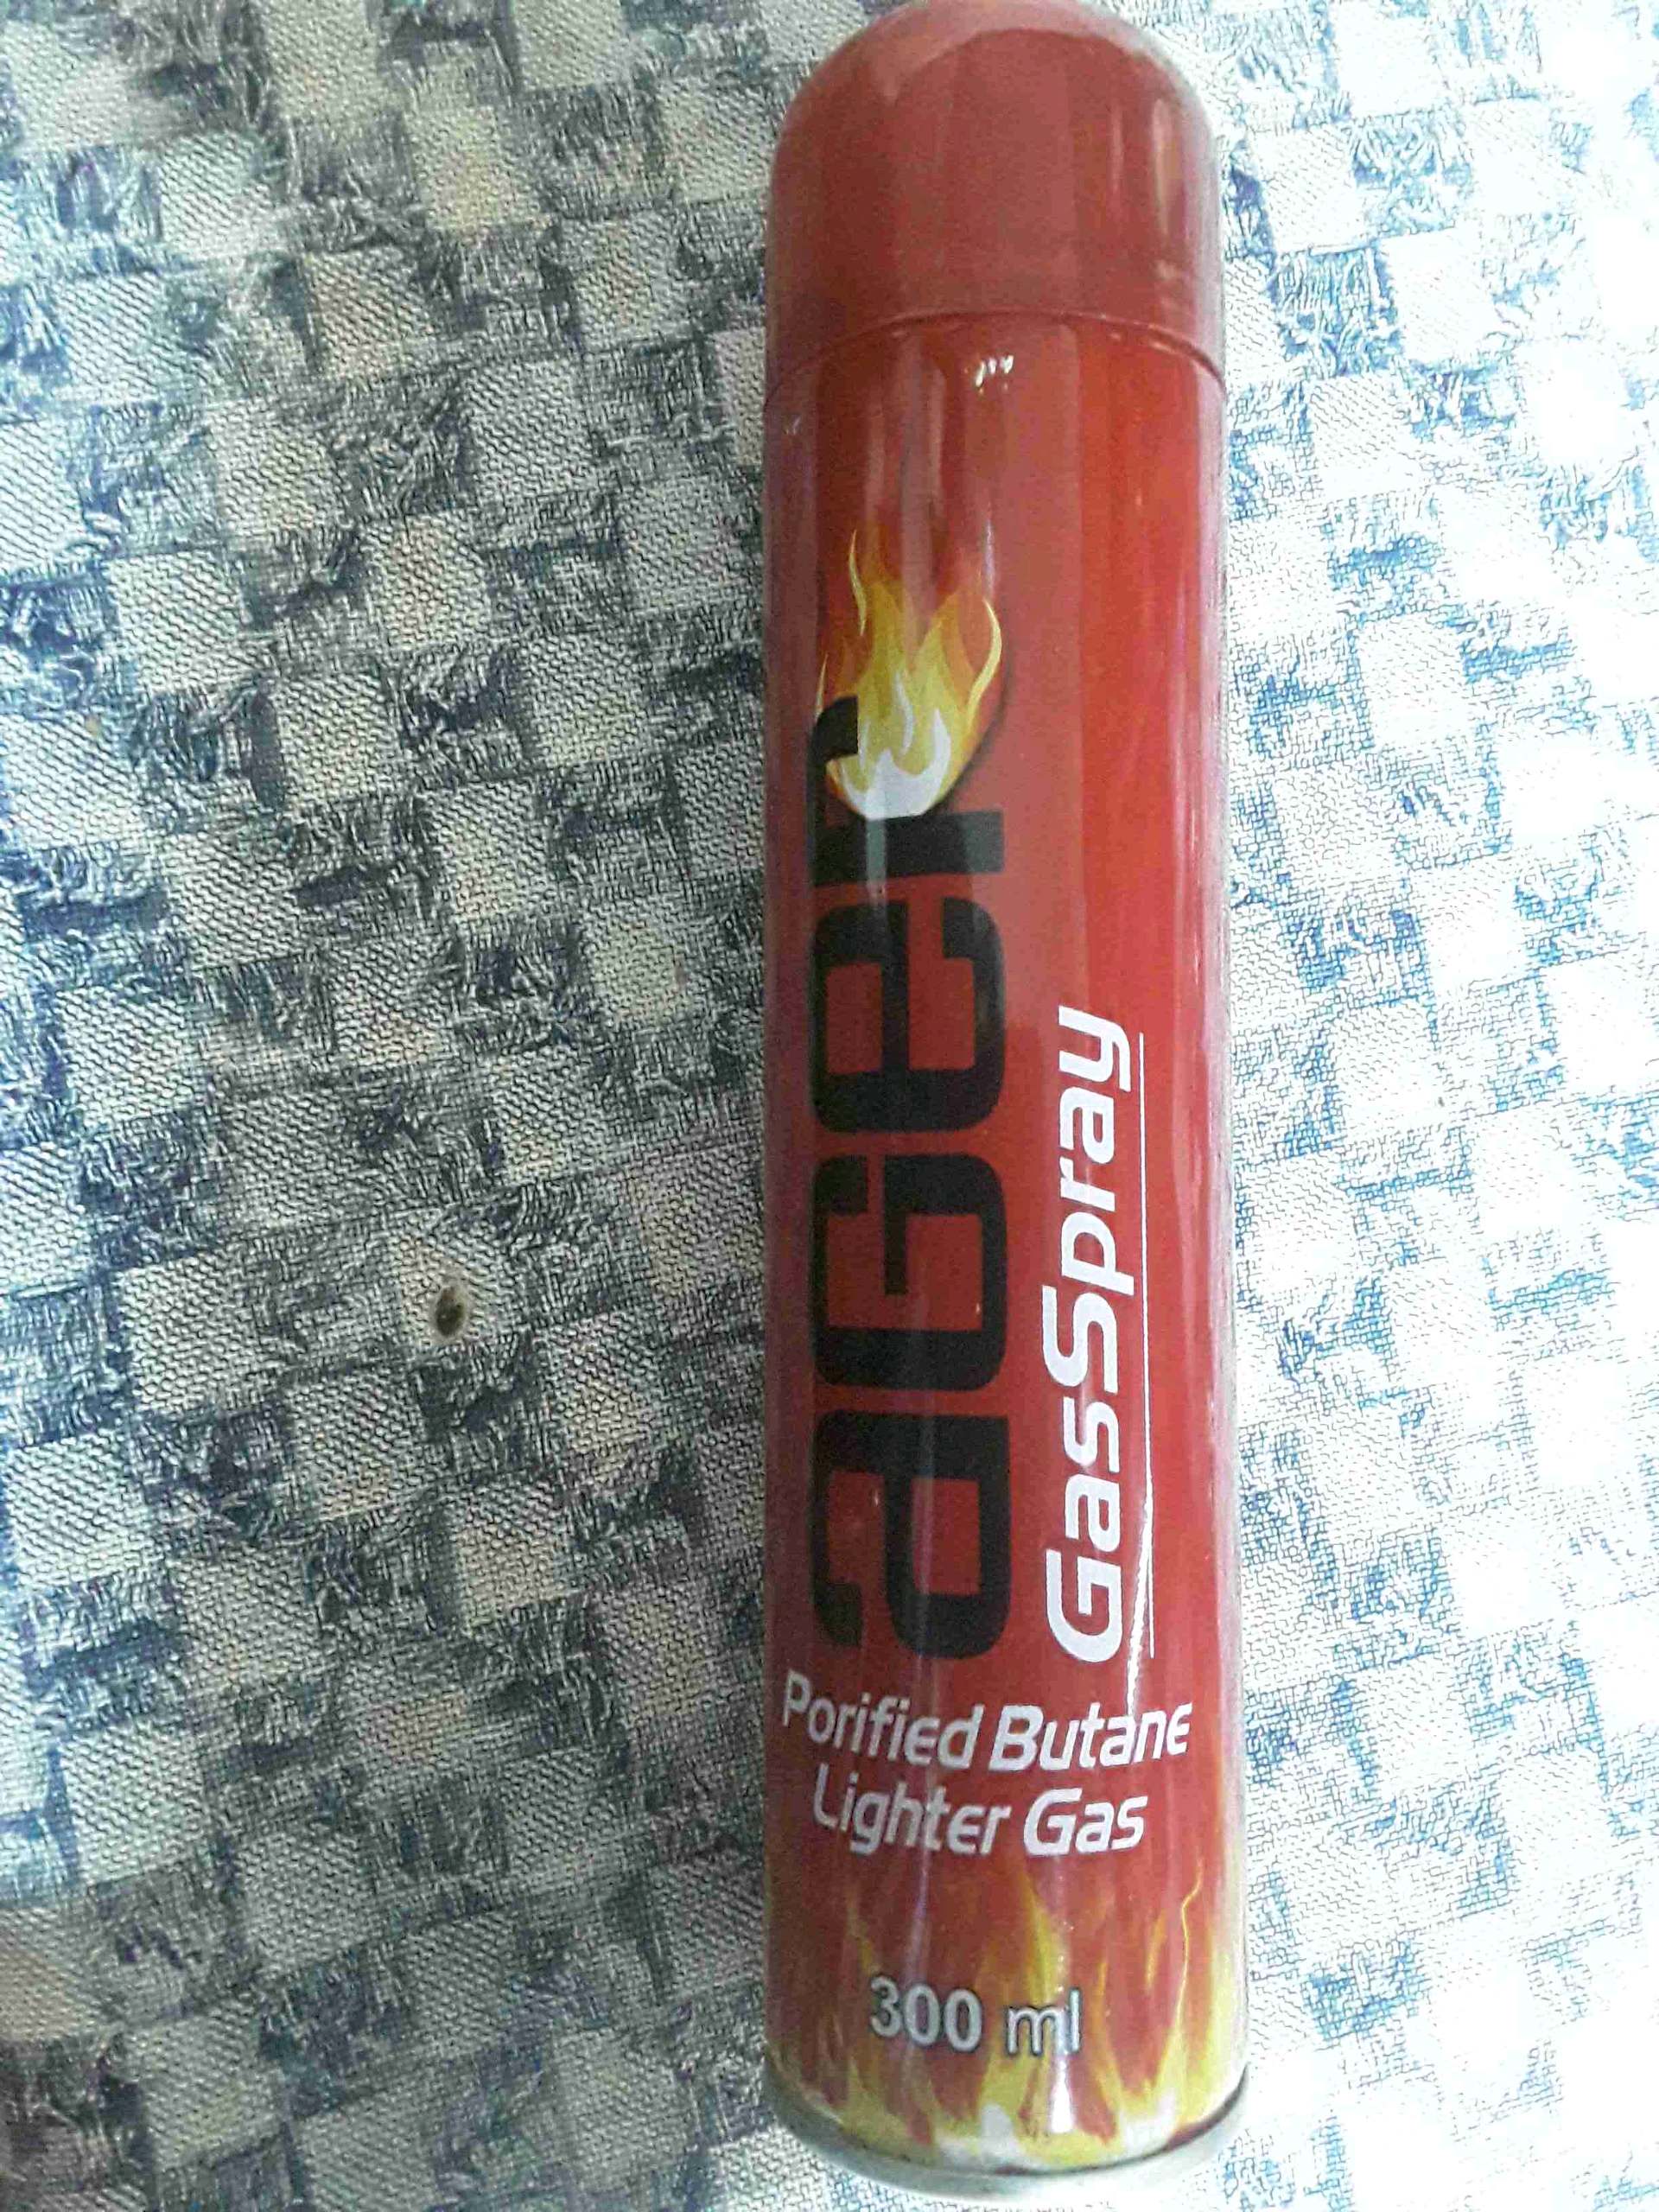 aGer
GasSpray
Porified Butane
Lighter Gas
300 ml